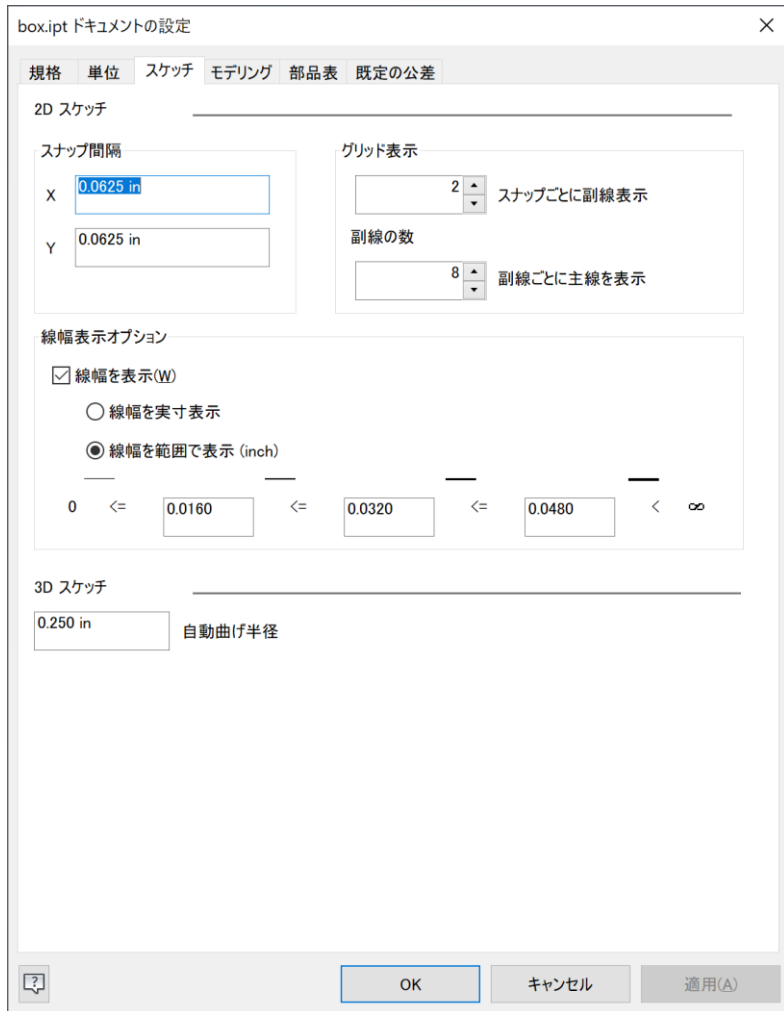 box.ipt ドキュメントの設定
規格 単位 スケッチ モデリング 部品表 既定の公差
2D スケッチ
スナップ間隔
X 0.0625 in
Y 0.0625 in
グリッド表示
2 スナップごとに副線表示
副線の数
8 副線ごとに主線を表示
線幅表示オプション
線幅を表示(W)
線幅を実寸表示
線幅を範囲で表示 (inch)
0 <= 0.0160 <= 0.0320 <= 0.0480 < ∞
3D スケッチ
0.250 in 自動曲げ半径
OK キャンセル 適用(A)